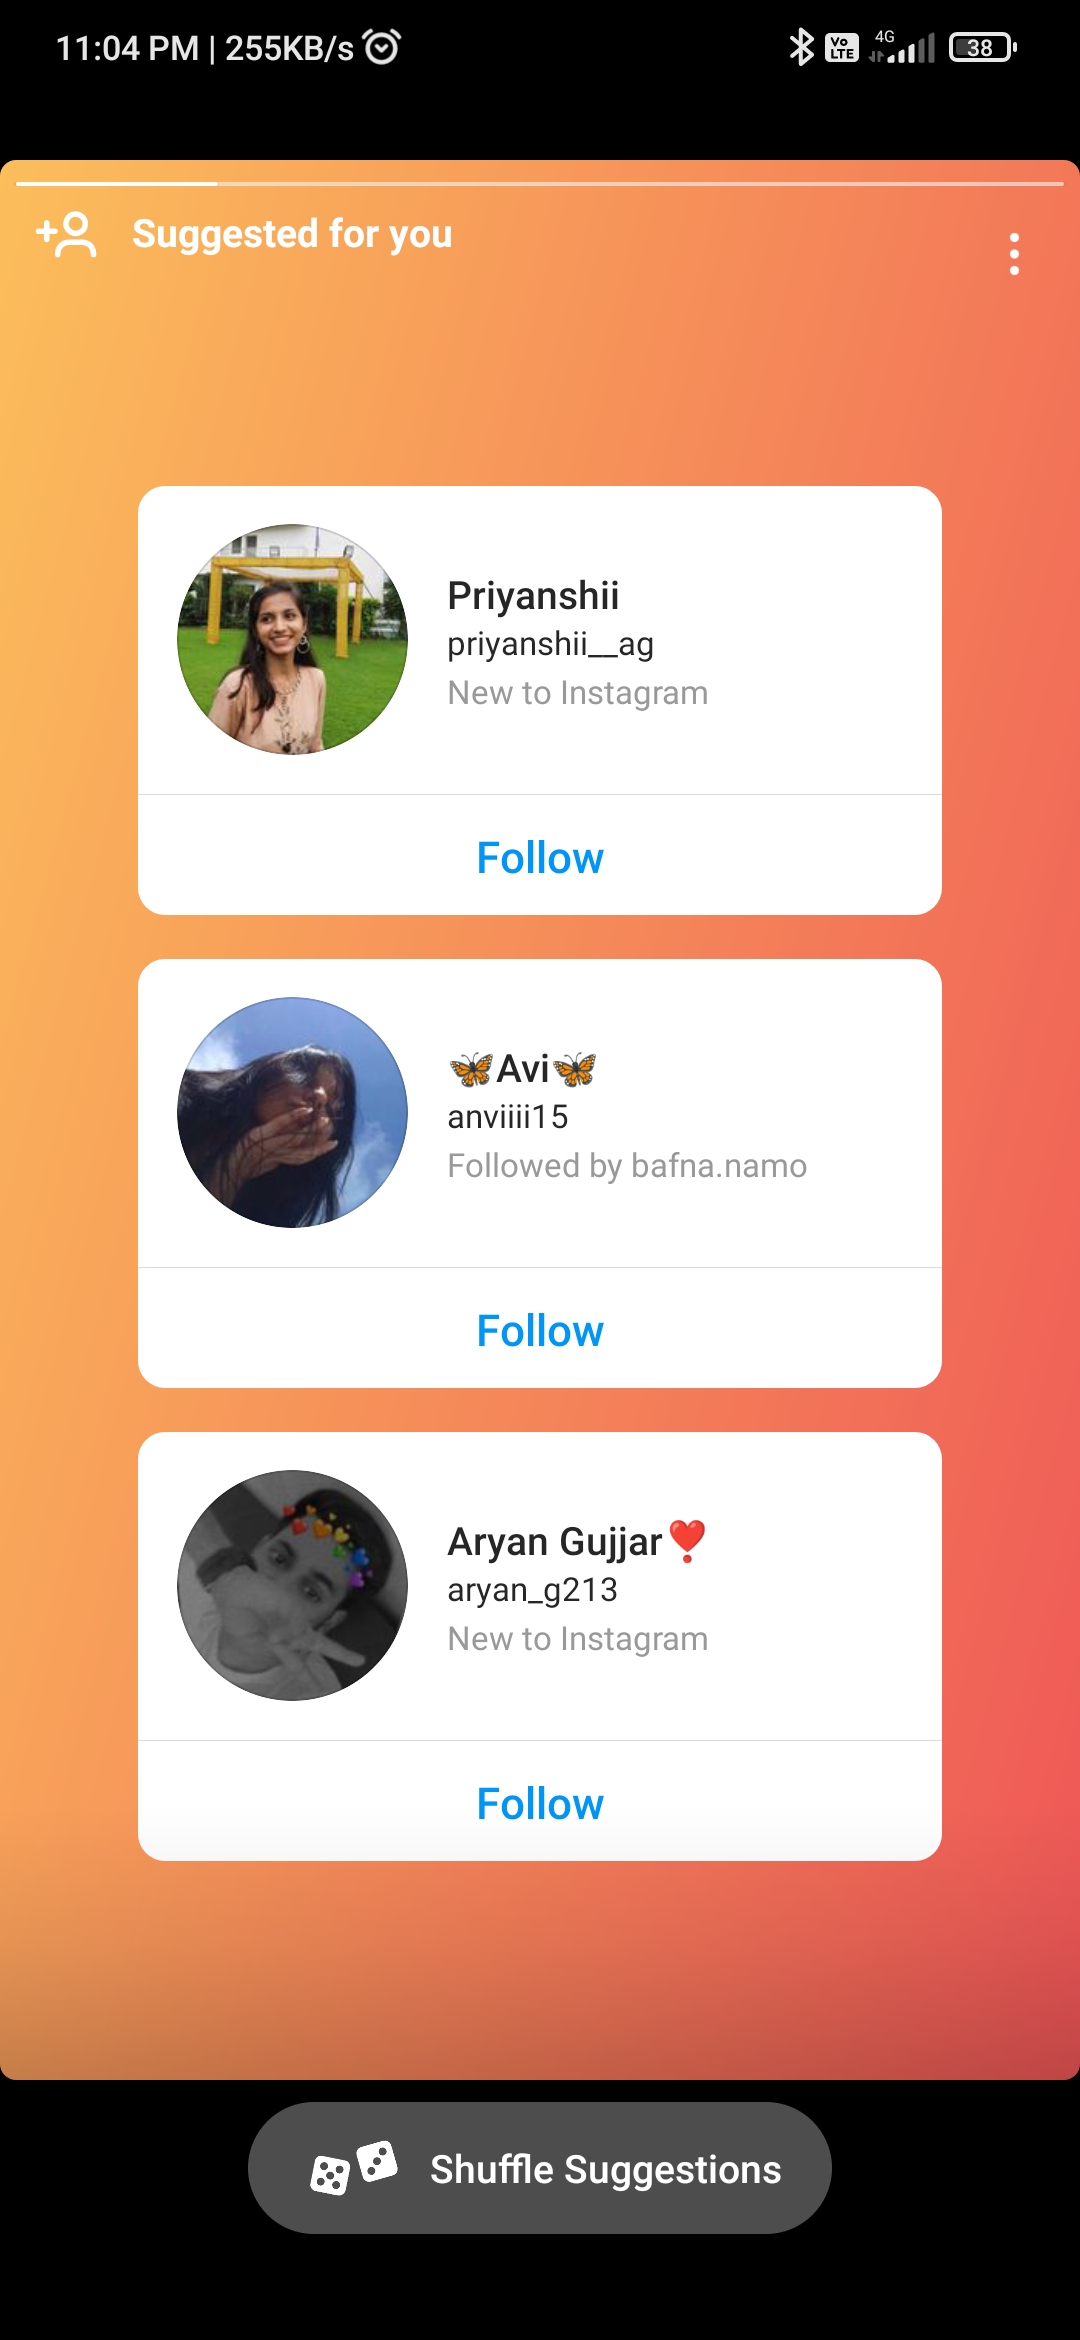 11:04 PM | 255KB/s
Vo LTE 4G 38
Suggested for you
Priyanshii
priyanshii__ag
New to Instagram
Follow
🦋Avi🦋
anviiii15
Followed by bafna.namo
Follow
Aryan Gujjar❣️
aryan_g213
New to Instagram
Follow
Shuffle Suggestions